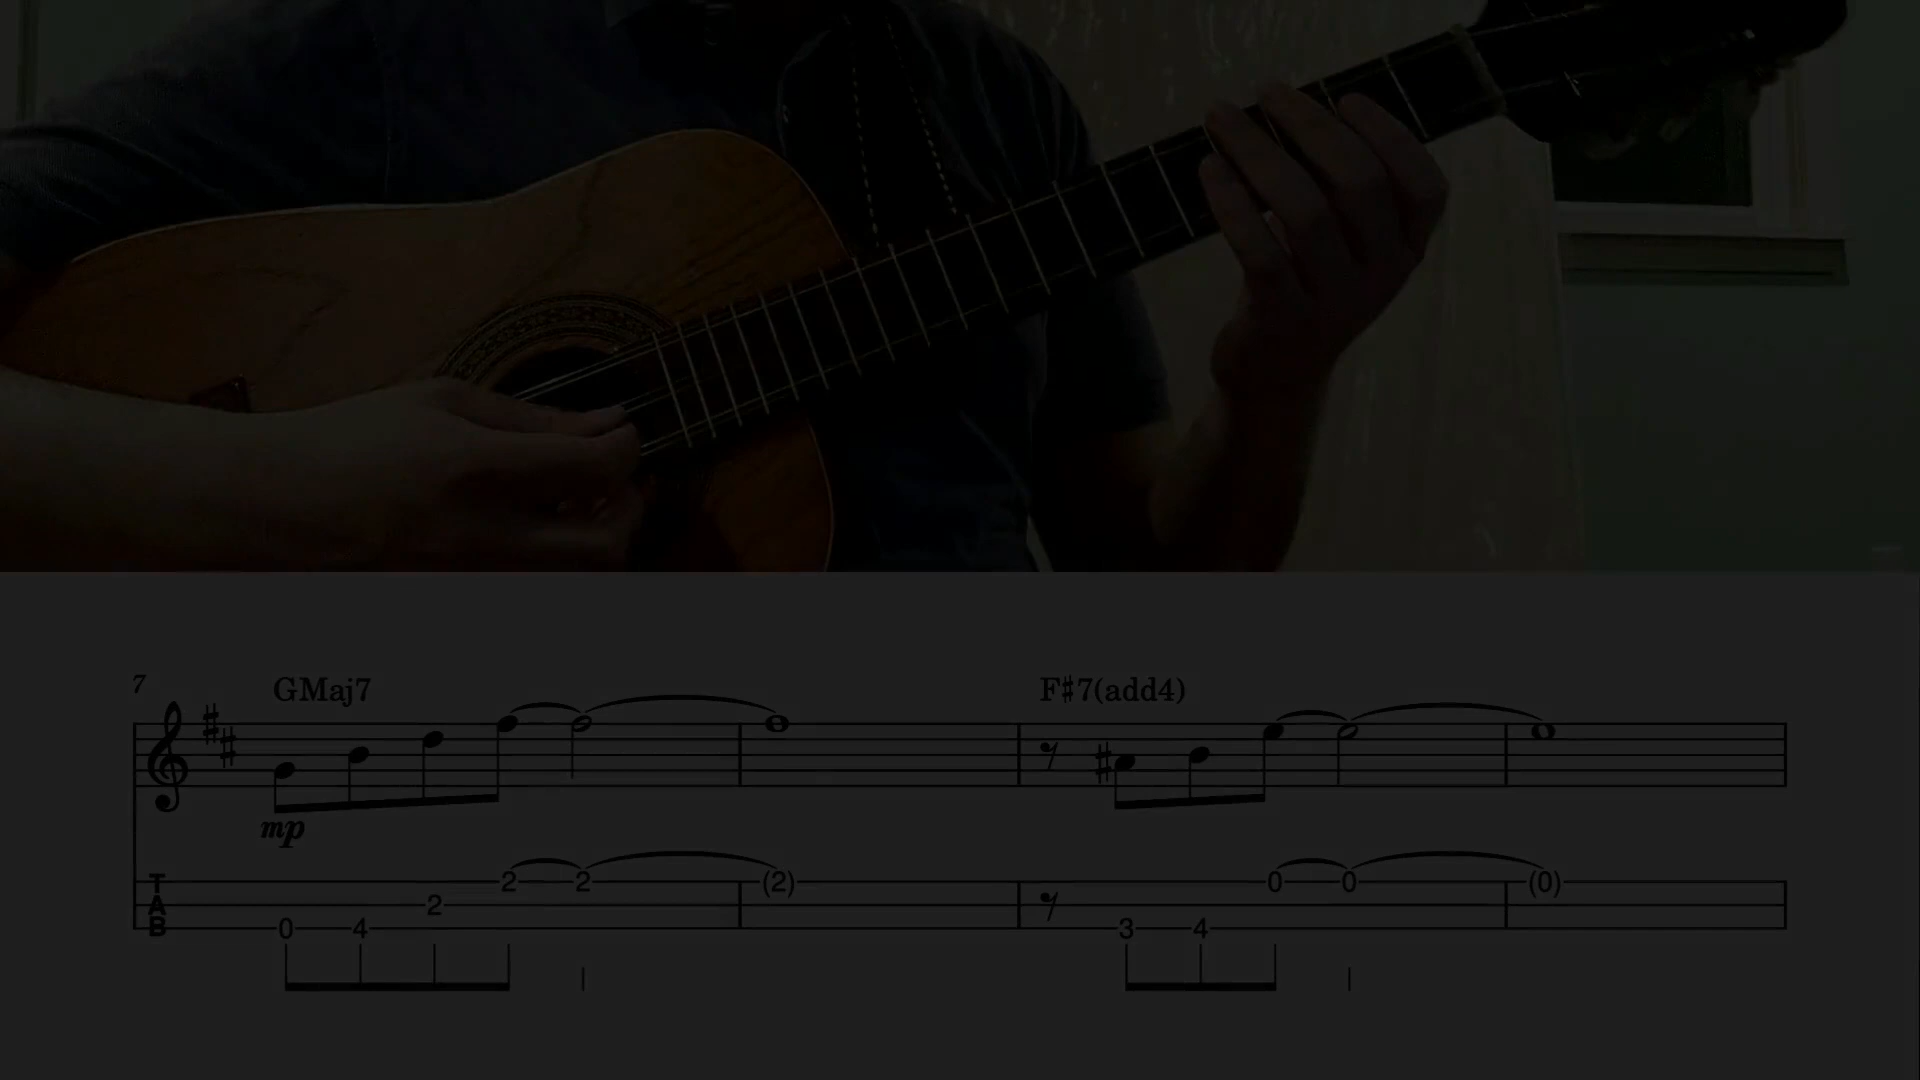 7 GMaj7 F♯7(add4)
mp
T 2 2 (2) 0 0 (0)
A 2
B 0 4 3 4